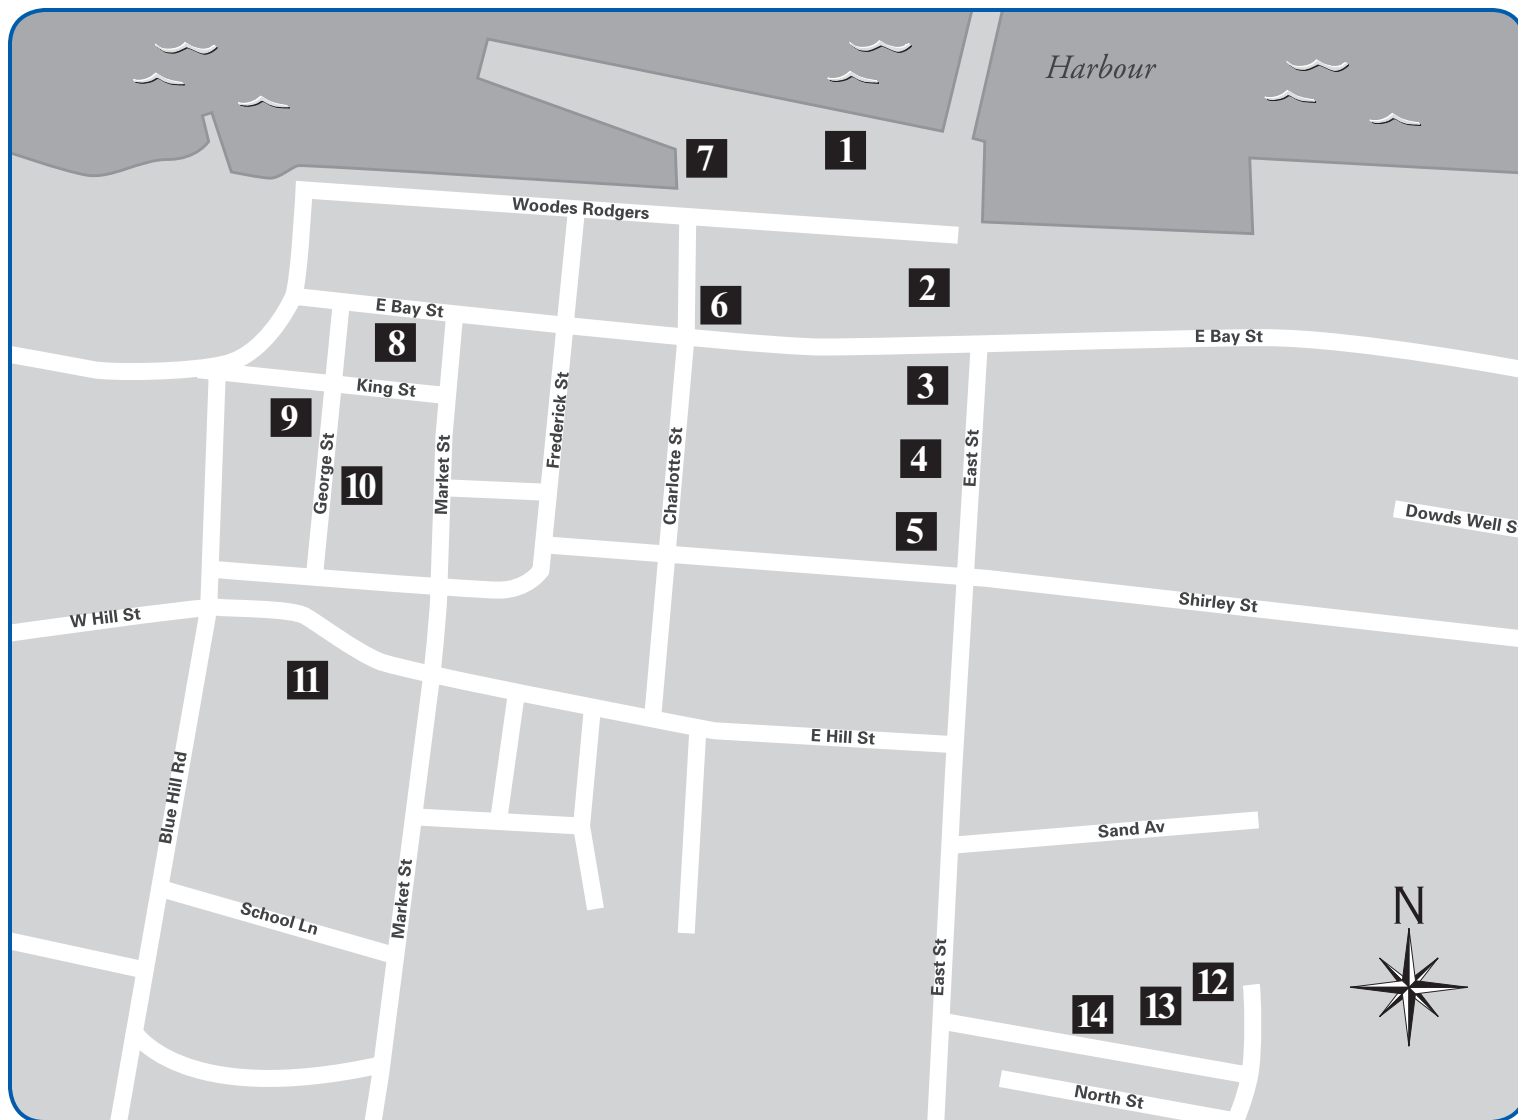 Harbour
7
1
Woodes Rodgers
2
6
E Bay St
E Bay St
8
3
King St
9
Frederick St
George St
Market St
Charlotte St
East St
4
10
5
Dowds Well S
W Hill St
Shirley St
11
E Hill St
Blue Hill Rd
Sand Av
Market St
School Ln
N
East St
12
13
14
North St